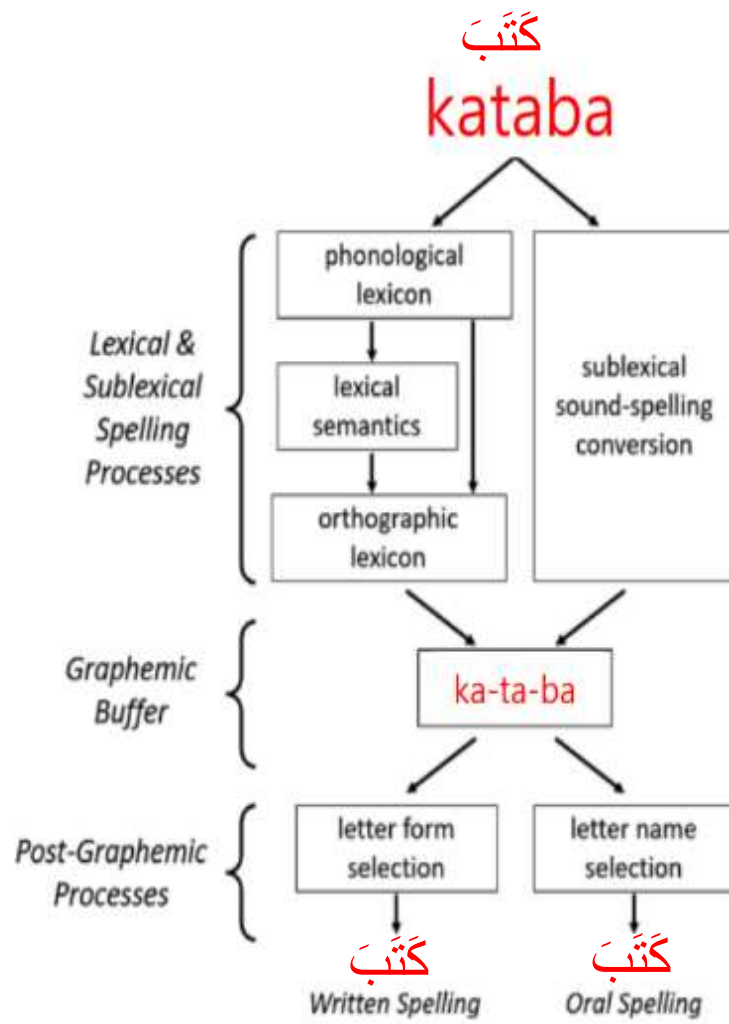 كَتَبَ
kataba
phonological
lexicon
Lexical &
Sublexical
Spelling
Processes
lexical
semantics
sublexical
sound-spelling
conversion
orthographic
lexicon
Graphemic
Buffer
ka-ta-ba
Post-Graphemic
Processes
letter form
selection
letter name
selection
كَتَبَ
Written Spelling
كَتَبَ
Oral Spelling